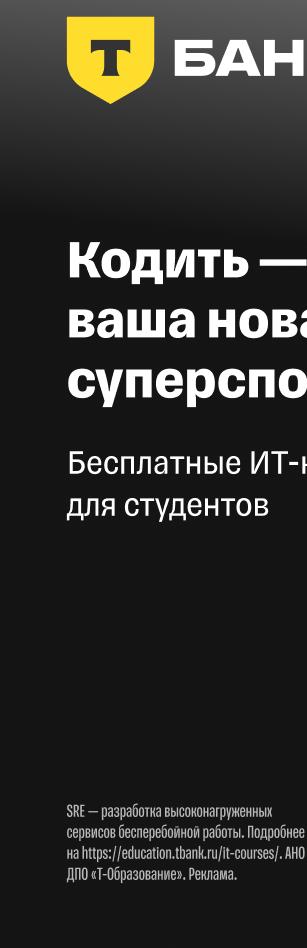 Т БАН
Кодить —
ваша нова
суперспо
Бесплатные ИТ-к
для студентов
SRE — разработка высоконагруженных
сервисов бесперебойной работы. Подробнее
на https://education.tbank.ru/it-courses/. АНО
ДПО «Т-Образование». Реклама.